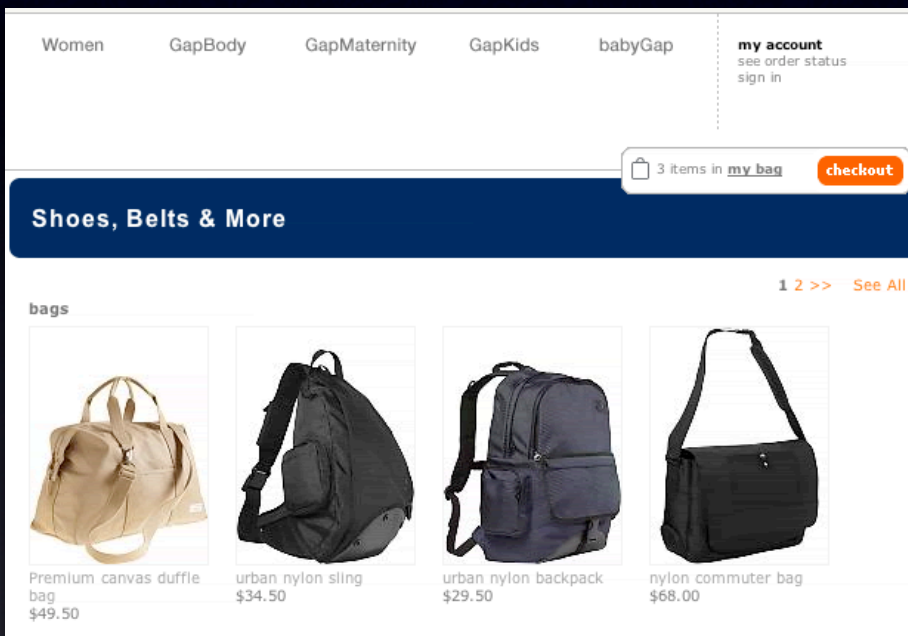 Women GapBody GapMaternity GapKids babyGap
my account
see order status
sign in
3 items in my bag checkout
Shoes, Belts & More
1 2 >> See All
bags
Premium canvas duffle bag
$49.50
urban nylon sling
$34.50
urban nylon backpack
$29.50
nylon commuter bag
$68.00